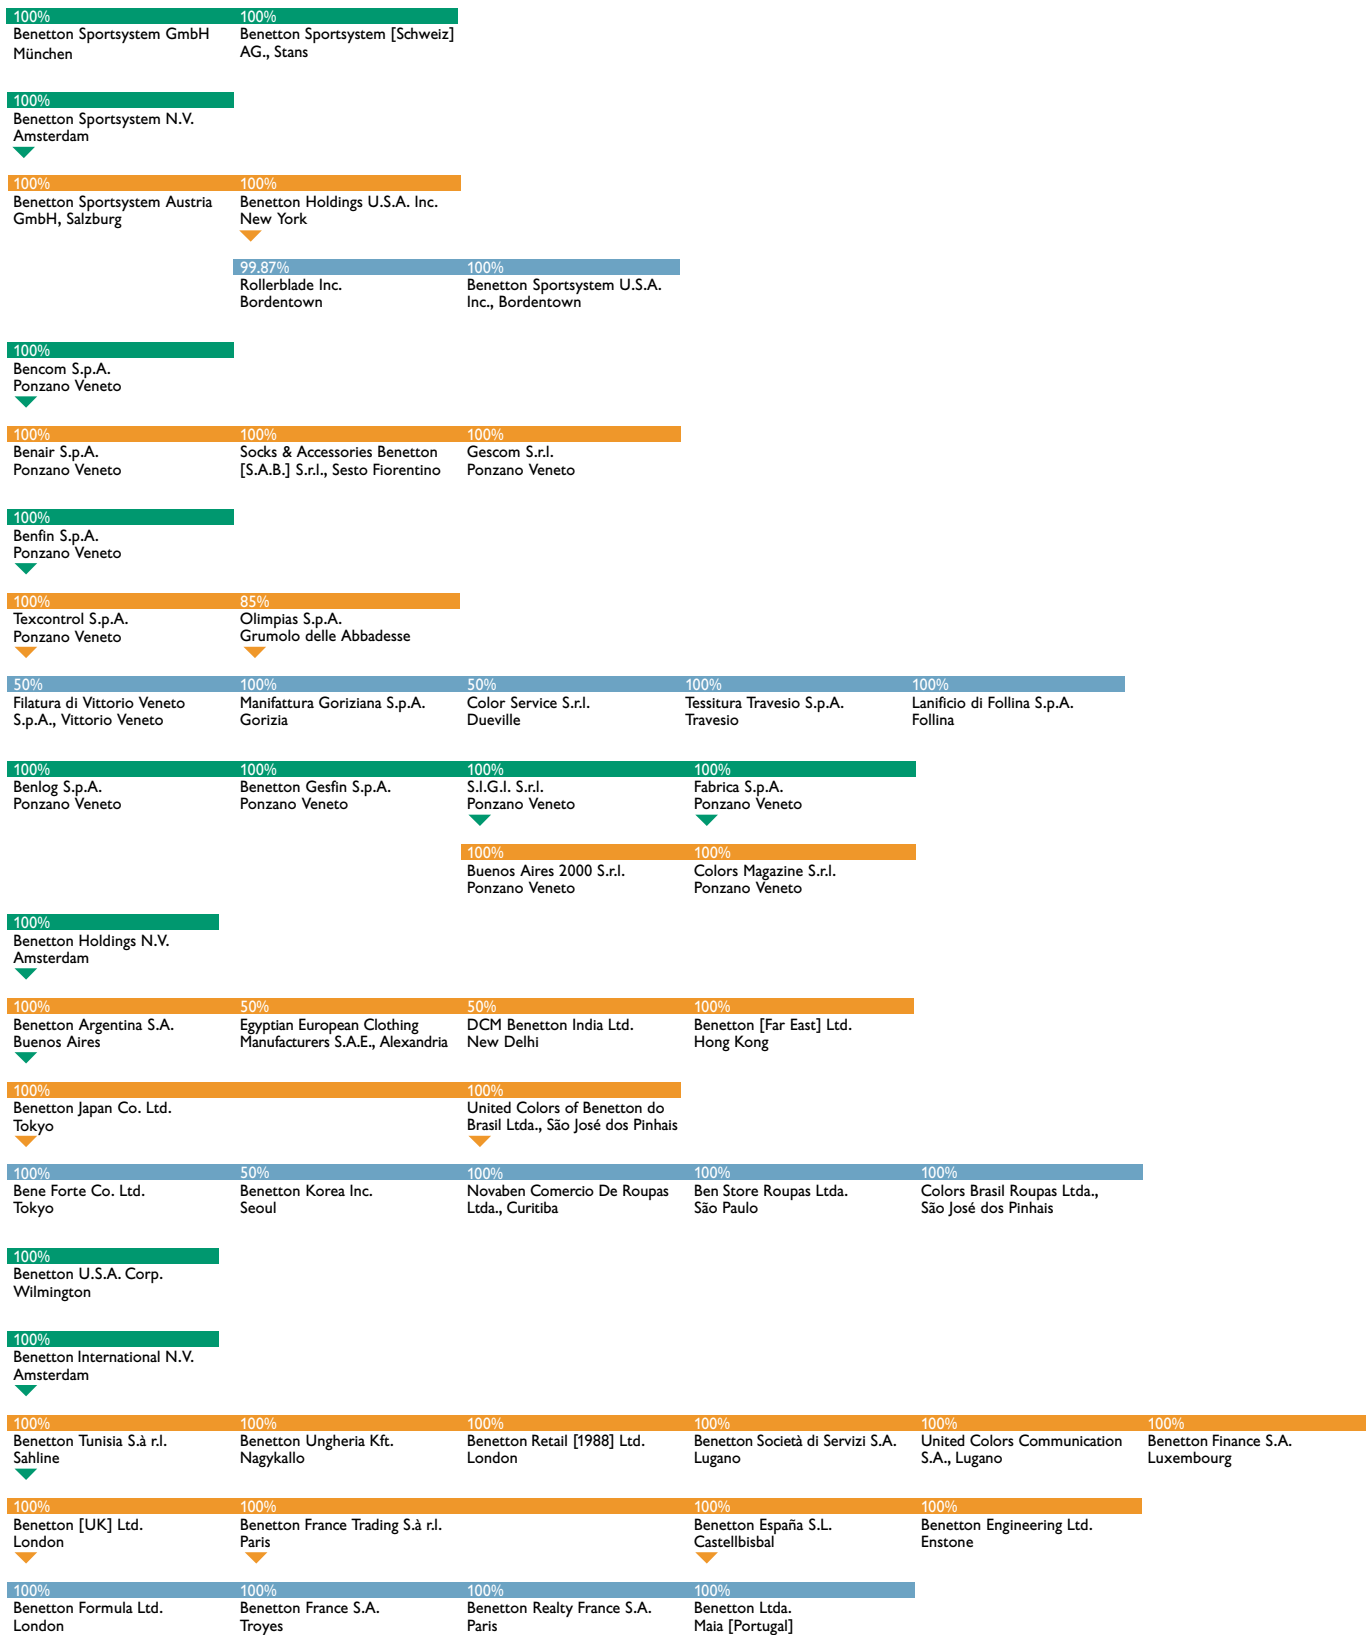 100% 100%
Benetton Sportsystem GmbH Benetton Sportsystem [Schweiz]
München AG., Stans
100%
Benetton Sportsystem N.V.
Amsterdam
100% 100%
Benetton Sportsystem Austria Benetton Holdings U.S.A. Inc.
GmbH, Salzburg New York
99.87% 100%
Rollerblade Inc. Benetton Sportsystem U.S.A.
Bordentown Inc., Bordentown
100%
Bencom S.p.A.
Ponzano Veneto
100% 100% 100%
Benair S.p.A. Socks & Accessories Benetton Gescom S.r.l.
Ponzano Veneto [S.A.B.] S.r.l., Sesto Fiorentino Ponzano Veneto
100%
Benfin S.p.A.
Ponzano Veneto
100% 85%
Texcontrol S.p.A. Olimpias S.p.A.
Ponzano Veneto Grumolo delle Abbadesse
50% 100% 50% 100% 100%
Filatura di Vittorio Veneto Manifattura Goriziana S.p.A. Color Service S.r.l. Tessitura Travesio S.p.A. Lanificio di Follina S.p.A.
S.p.A., Vittorio Veneto Gorizia Dueville Travesio Follina
100% 100% 100% 100%
Benlog S.p.A. Benetton Gesfin S.p.A. S.I.G.I. S.r.l. Fabrica S.p.A.
Ponzano Veneto Ponzano Veneto Ponzano Veneto Ponzano Veneto
100% 100%
Buenos Aires 2000 S.r.l. Colors Magazine S.r.l.
Ponzano Veneto Ponzano Veneto
100%
Benetton Holdings N.V.
Amsterdam
100% 50% 50% 100%
Benetton Argentina S.A. Egyptian European Clothing DCM Benetton India Ltd. Benetton [Far East] Ltd.
Buenos Aires Manufacturers S.A.E., Alexandria New Delhi Hong Kong
100% 100%
Benetton Japan Co. Ltd. United Colors of Benetton do
Tokyo Brasil Ltda., São José dos Pinhais
100% 50% 100% 100% 100%
Bene Forte Co. Ltd. Benetton Korea Inc. Novaben Comercio De Roupas Ben Store Roupas Ltda. Colors Brasil Roupas Ltda.,
Tokyo Seoul Ltda., Curitiba São Paulo São José dos Pinhais
100%
Benetton U.S.A. Corp.
Wilmington
100%
Benetton International N.V.
Amsterdam
100% 100% 100% 100% 100% 100%
Benetton Tunisia S.à r.l. Benetton Ungheria Kft. Benetton Retail [1988] Ltd. Benetton Società di Servizi S.A. United Colors Communication Benetton Finance S.A.
Sahline Nagykallo London Lugano S.A., Lugano Luxembourg
100% 100% 100% 100%
Benetton [UK] Ltd. Benetton France Trading S.à r.l. Benetton España S.L. Benetton Engineering Ltd.
London Paris Castellbisbal Enstone
100% 100% 100% 100%
Benetton Formula Ltd. Benetton France S.A. Benetton Realty France S.A. Benetton Ltda.
London Troyes Paris Maia [Portugal]